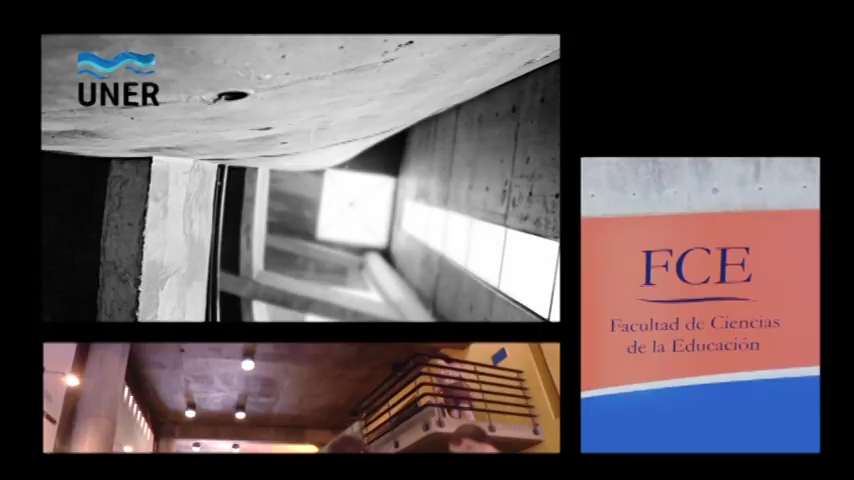 UNER
FCE
Facultad de Ciencias
de la Educación